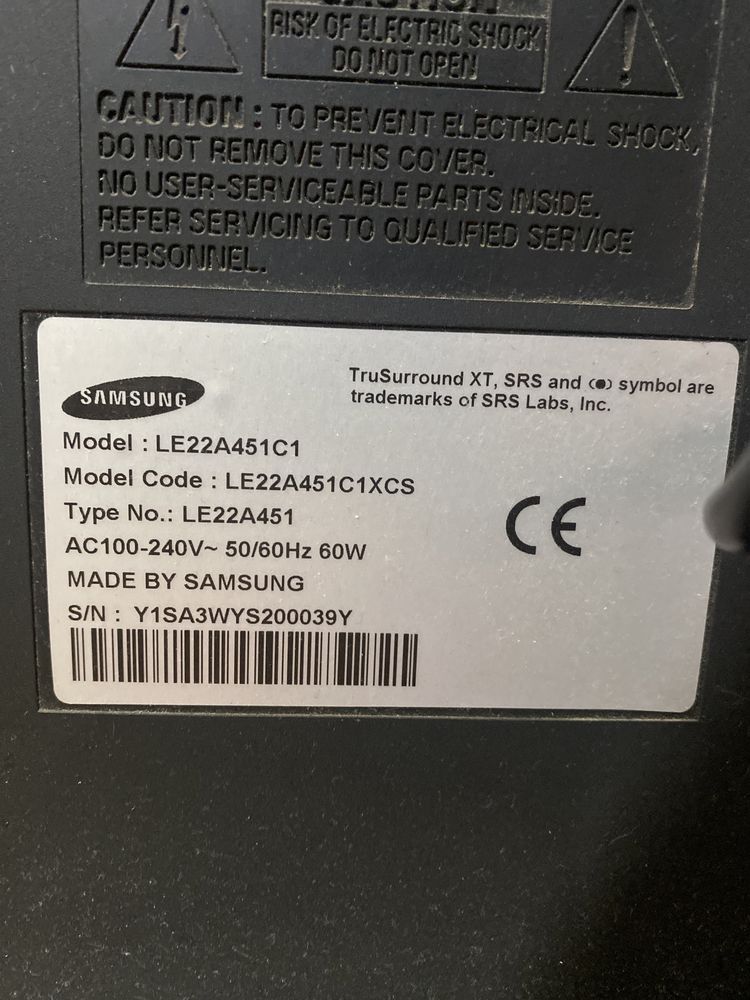 CAUTION
RISK OF ELECTRIC SHOCK
DO NOT OPEN
CAUTION : TO PREVENT ELECTRICAL SHOCK,
DO NOT REMOVE THIS COVER.
NO USER-SERVICEABLE PARTS INSIDE.
REFER SERVICING TO QUALIFIED SERVICE
PERSONNEL.
SAMSUNG
TruSurround XT, SRS and (●) symbol are
trademarks of SRS Labs, Inc.
Model : LE22A451C1
Model Code : LE22A451C1XCS
Type No.: LE22A451
AC100-240V~ 50/60Hz 60W
CE
MADE BY SAMSUNG
S/N : Y1SA3WYS200039Y